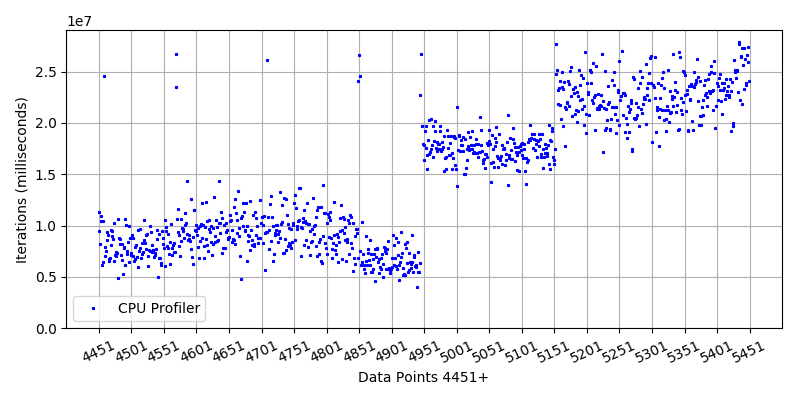 1e7
2.5
2.0
1.5
1.0
0.5
0.0
Iterations (milliseconds)
CPU Profiler
4451 4501 4551 4601 4651 4701 4751 4801 4851 4901 4951 5001 5051 5101 5151 5201 5251 5301 5351 5401 5451
Data Points 4451+